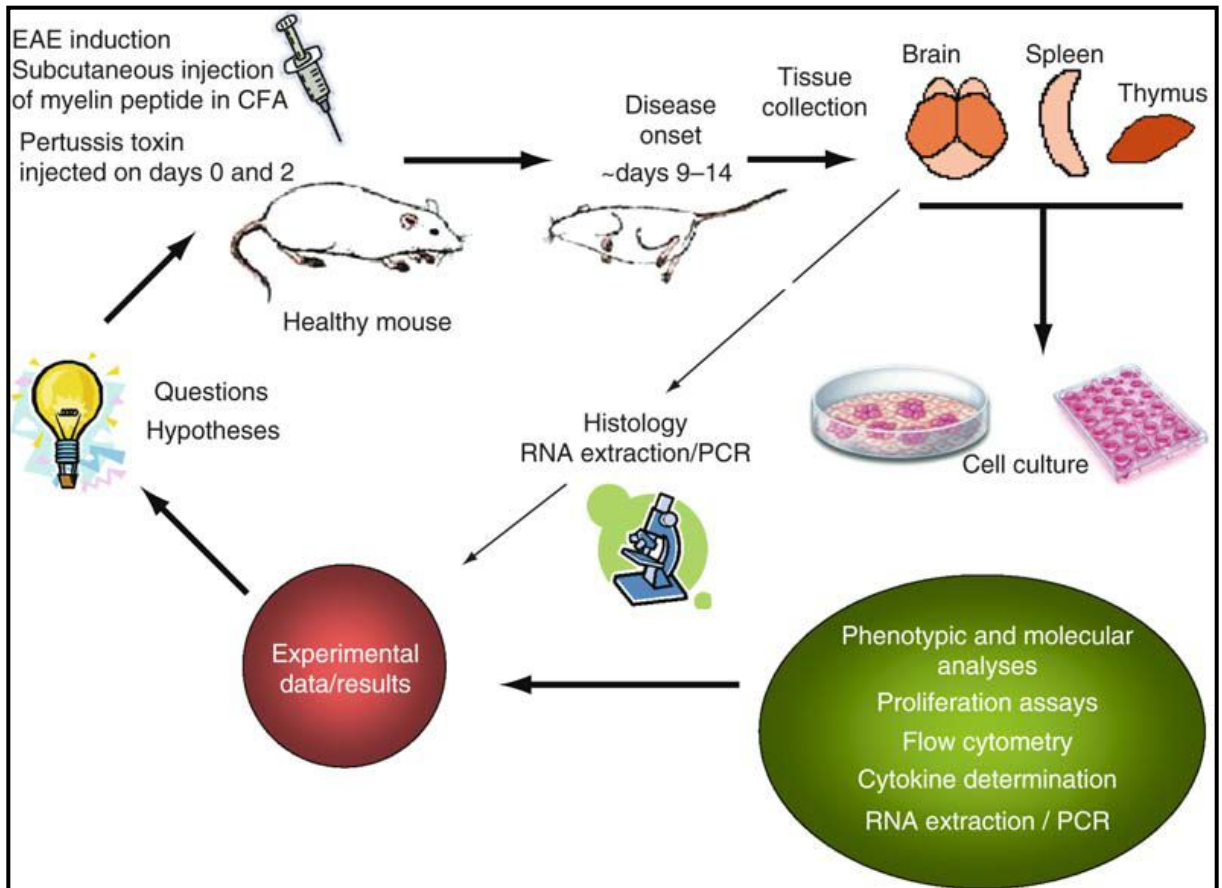 EAE induction
Subcutaneous injection
of myelin peptide in CFA
Pertussis toxin
injected on days 0 and 2
Healthy mouse
Disease
onset
~days 9–14
Tissue
collection
Brain
Spleen
Thymus
Questions
Hypotheses
Histology
RNA extraction/PCR
Cell culture
Experimental
data/results
Phenotypic and molecular
analyses
Proliferation assays
Flow cytometry
Cytokine determination
RNA extraction / PCR